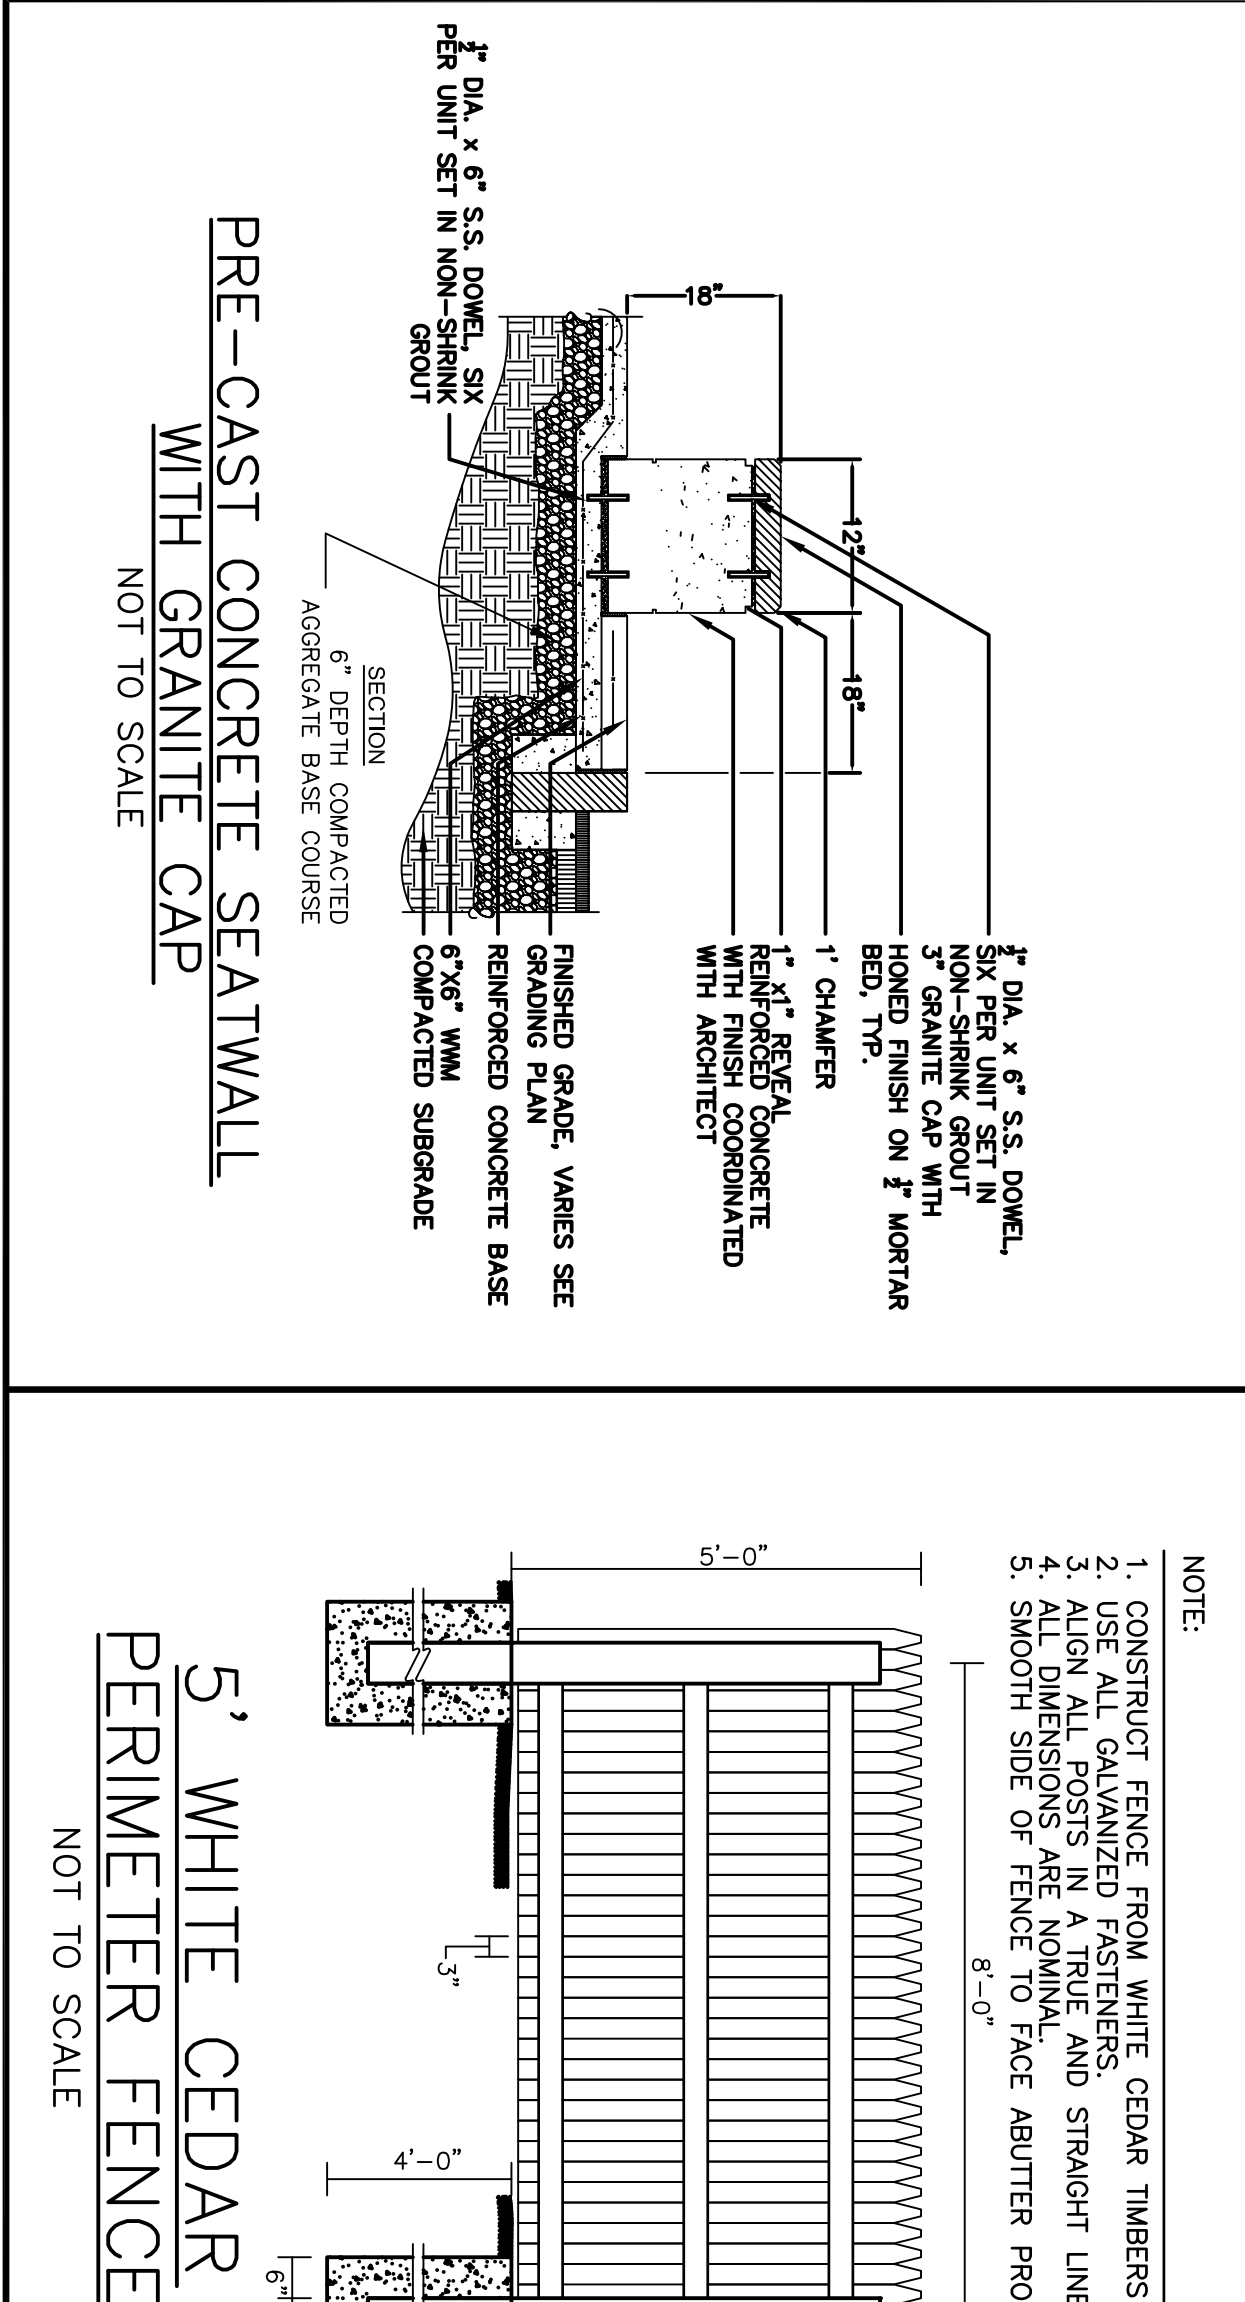 ½" DIA. x 6" S.S. DOWEL,
SIX PER UNIT SET IN
NON-SHRINK GROUT
3" GRANITE CAP WITH
HONED FINISH ON ½" MORTAR
BED, TYP.
1' CHAMFER
1" x1" REVEAL
REINFORCED CONCRETE
WITH FINISH COORDINATED
WITH ARCHITECT
12"
18"
18"
½" DIA. x 6" S.S. DOWEL, SIX
PER UNIT SET IN NON-SHRINK
GROUT
FINISHED GRADE, VARIES SEE
GRADING PLAN
REINFORCED CONCRETE BASE
6"X6" WWM
COMPACTED SUBGRADE
SECTION
6" DEPTH COMPACTED
AGGREGATE BASE COURSE
PRE-CAST CONCRETE SEATWALL
WITH GRANITE CAP
NOT TO SCALE
NOTE:
1. CONSTRUCT FENCE FROM WHITE CEDAR TIMBERS
2. USE ALL GALVANIZED FASTENERS.
3. ALIGN ALL POSTS IN A TRUE AND STRAIGHT LINE
4. ALL DIMENSIONS ARE NOMINAL.
5. SMOOTH SIDE OF FENCE TO FACE ABUTTER PRO
8'-0"
5'-0"
3"
4'-0"
6"
5' WHITE CEDAR
PERIMETER FENCE
NOT TO SCALE